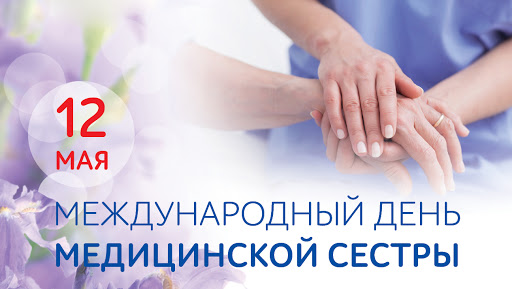 12
МАЯ
МЕЖДУНАРОДНЫЙ ДЕНЬ
МЕДИЦИНСКОЙ СЕСТРЫ